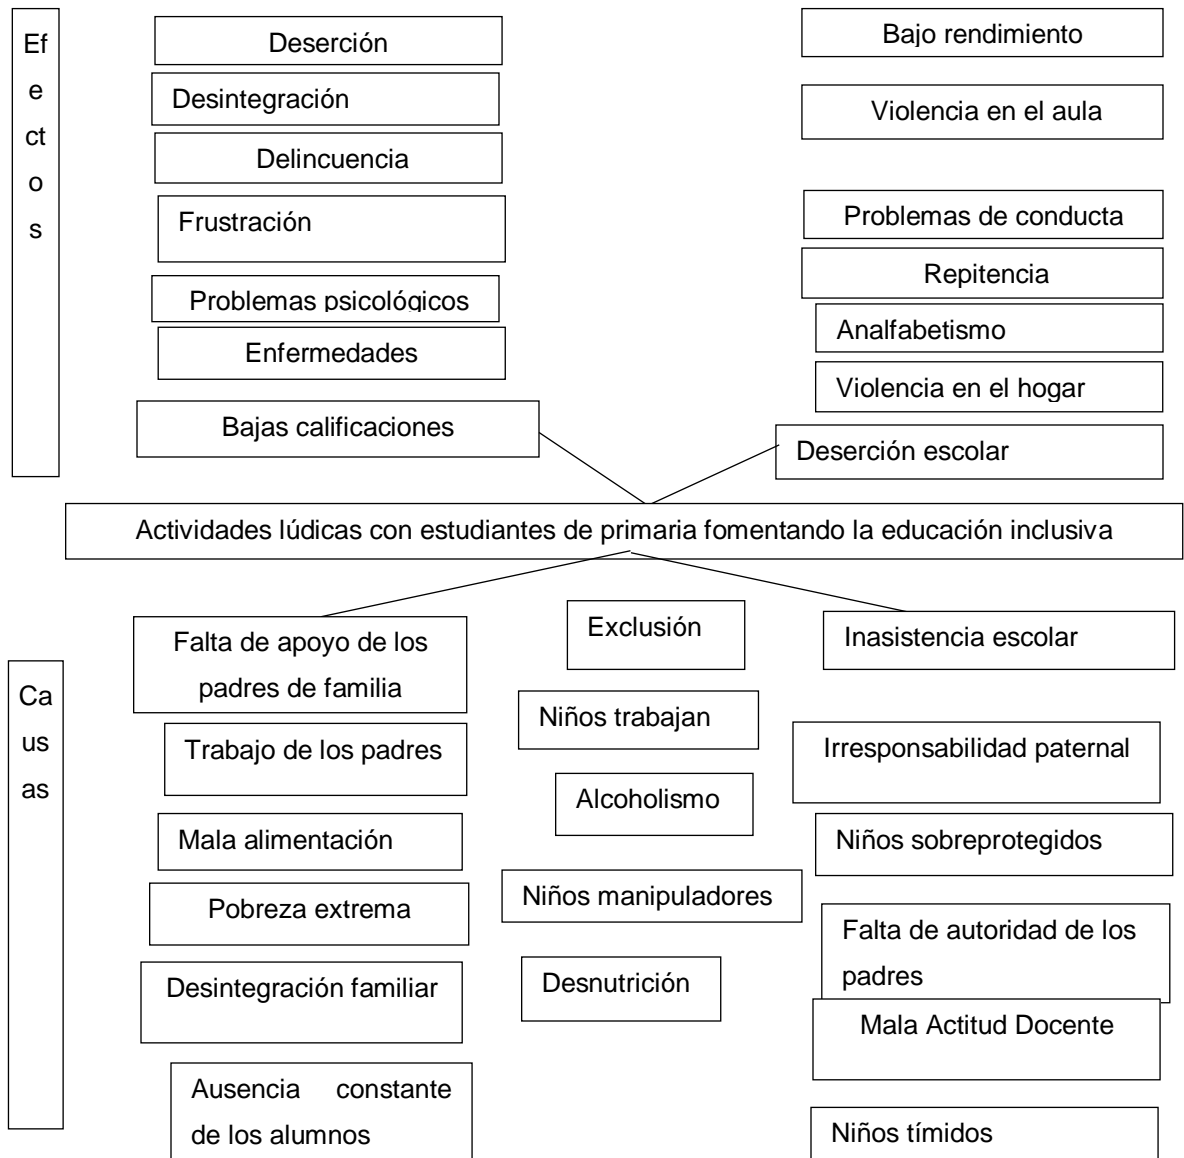 Ef
e
ct
o
s
Deserción
Desintegración
Delincuencia
Frustración
Problemas psicológicos
Enfermedades
Bajas calificaciones
Bajo rendimiento
Violencia en el aula
Problemas de conducta
Repitencia
Analfabetismo
Violencia en el hogar
Deserción escolar
Actividades lúdicas con estudiantes de primaria fomentando la educación inclusiva
Ca
us
as
Falta de apoyo de los
padres de familia
Trabajo de los padres
Mala alimentación
Pobreza extrema
Desintegración familiar
Ausencia constante
de los alumnos
Exclusión
Niños trabajan
Alcoholismo
Niños manipuladores
Desnutrición
Inasistencia escolar
Irresponsabilidad paternal
Niños sobreprotegidos
Falta de autoridad de los
padres
Mala Actitud Docente
Niños tímidos